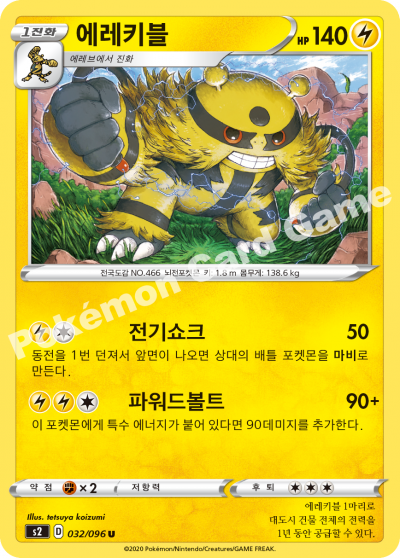 1진화 에레키블 HP 140
에레브에서 진화
전국도감 NO.466 뇌전포켓몬 키: 1.8 m 몸무게: 138.6 kg
전기쇼크 50
동전을 1번 던져서 앞면이 나오면 상대의 배틀 포켓몬을 마비로
만든다.
파워드볼트 90+
이 포켓몬에게 특수 에너지가 붙어 있다면 90데미지를 추가한다.
약점 ×2 저항력 후퇴
Illus. tetsuya koizumi
s2 D 032/096 U
에레키블 1마리로
대도시 건물 전체의 전력을
1년 동안 공급할 수 있다.
©2020 Pokémon/Nintendo/Creatures/GAME FREAK.
Pokémon Card Game